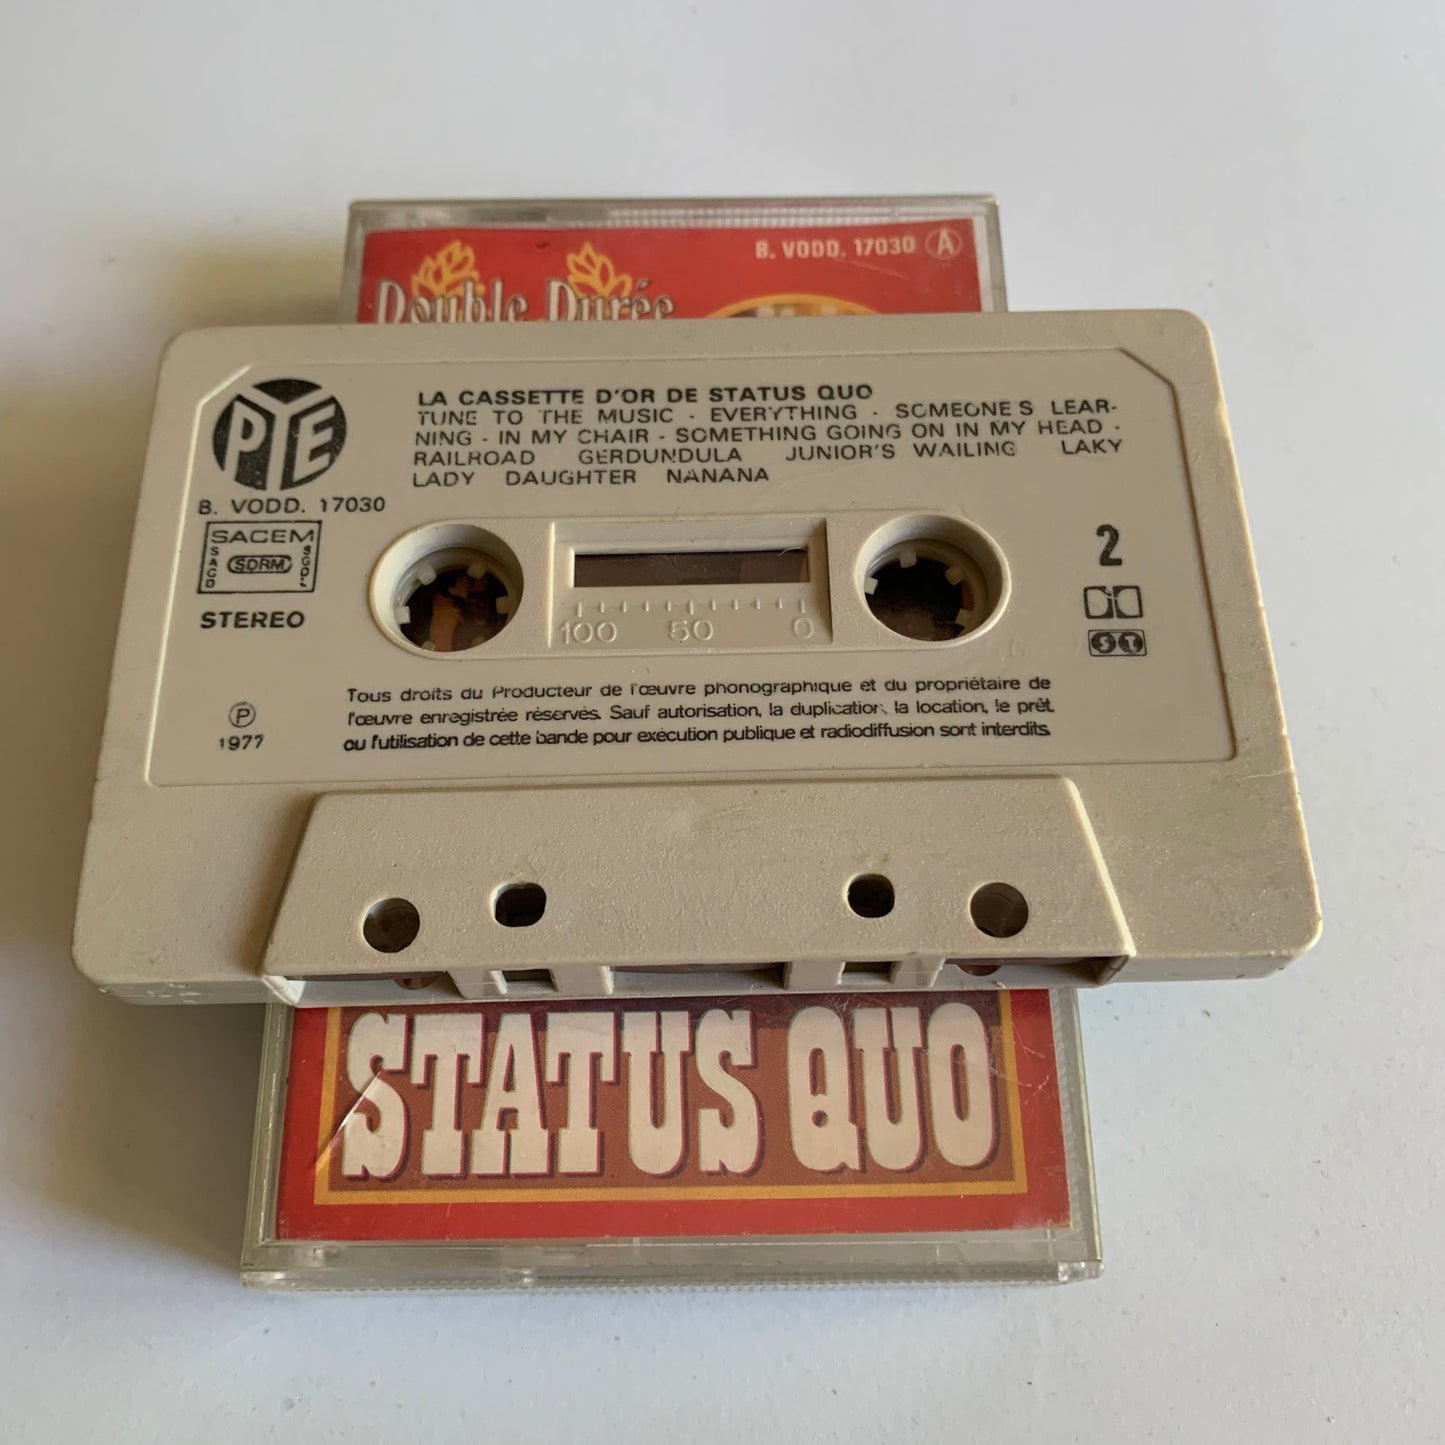 B. VODD. 17030 A
Double Durée
PYE
LA CASSETTE D'OR DE STATUS QUO
TUNE TO THE MUSIC - EVERYTHING - SOMEONE'S LEAR-
NING - IN MY CHAIR - SOMETHING GOING ON IN MY HEAD -
RAILROAD GERDUNDULA JUNIOR'S WAILING LAKY
LADY DAUGHTER NANANA
B. VODD. 17030
SACEM
SACD SDRM SGDL
STEREO
2
ST
100 50 0
Tous droits du Producteur de l'œuvre phonographique et du propriétaire de
l'œuvre enregistrée réservés. Sauf autorisation, la duplication, la location, le prêt,
ou l'utilisation de cette bande pour exécution publique et radiodiffusion sont interdits.
P
1977
STATUS QUO